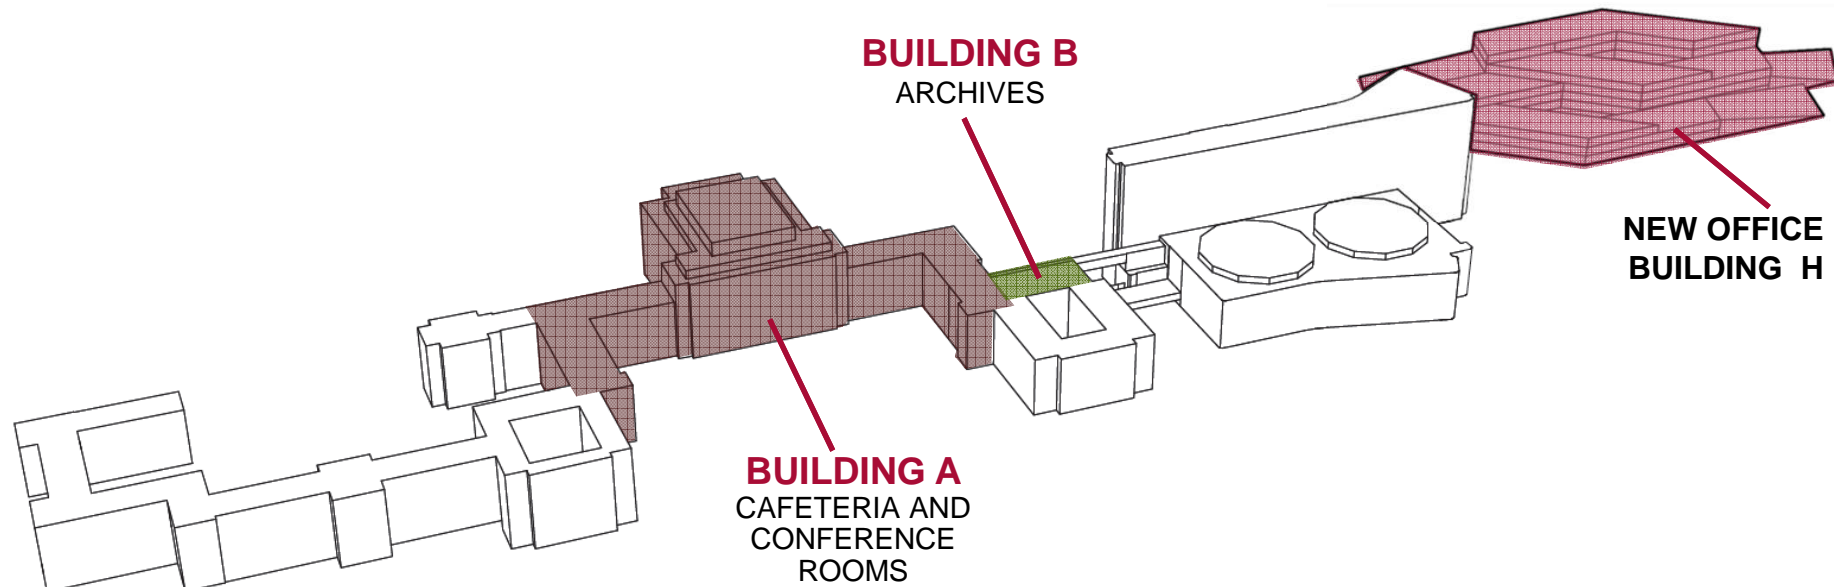 BUILDING B
ARCHIVES
NEW OFFICE
BUILDING H
BUILDING A
CAFETERIA AND
CONFERENCE
ROOMS